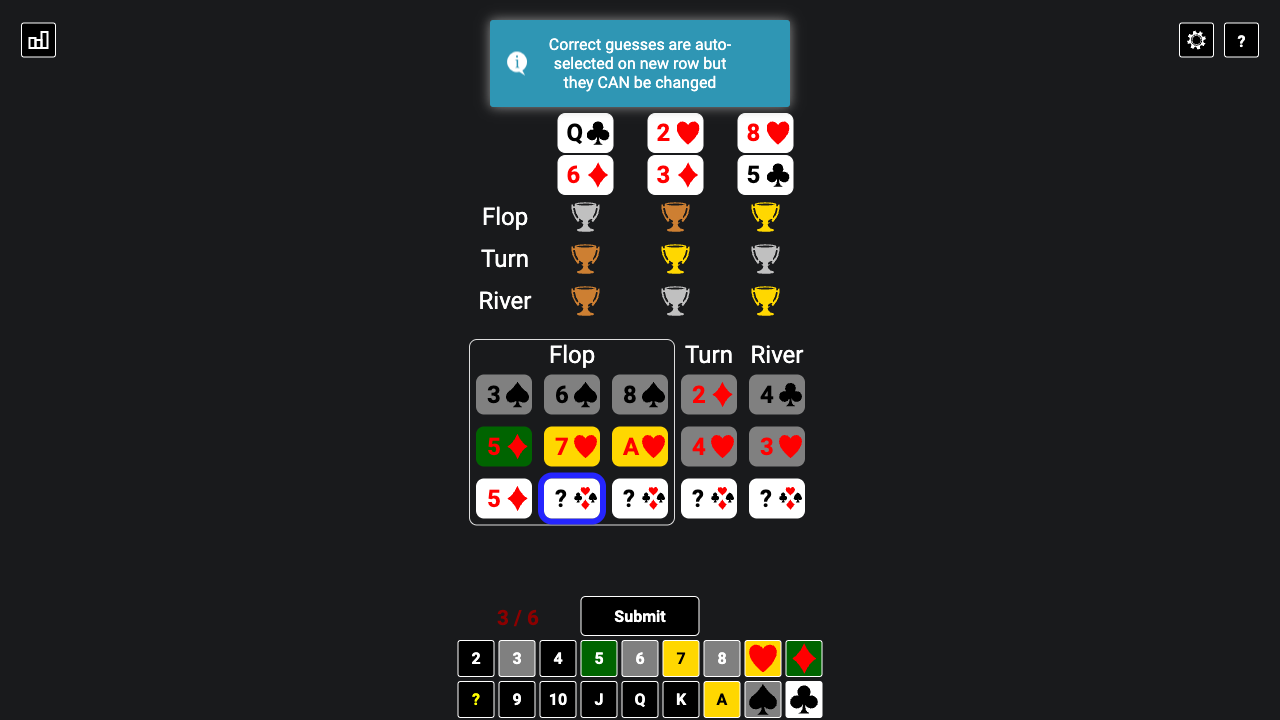 Correct guesses are auto-
selected on new row but
they CAN be changed
?
Q 2 8
6 3 5
Flop
Turn
River
Flop Turn River
3 6 8 2 4
5 7 A 4 3
5 ? ? ? ?
3 / 6 Submit
2 3 4 5 6 7 8
? 9 10 J Q K A